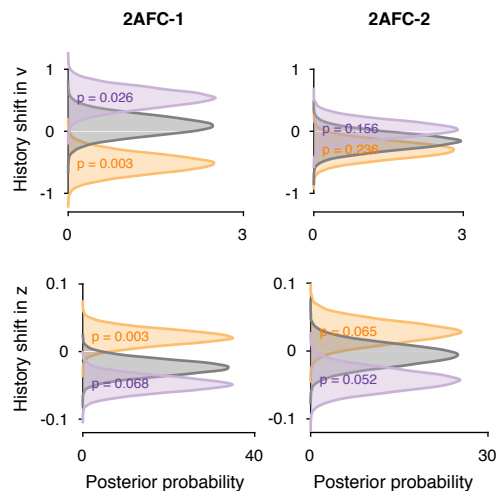 2AFC-1
2AFC-2
History shift in v
1
0
-1
p = 0.026
p = 0.003
0
3
1
0
-1
p = 0.156
p = 0.236
0
3
History shift in z
0.1
0
-0.1
p = 0.003
p = 0.068
0
40
Posterior probability
0.1
0
-0.1
p = 0.065
p = 0.052
0
30
Posterior probability